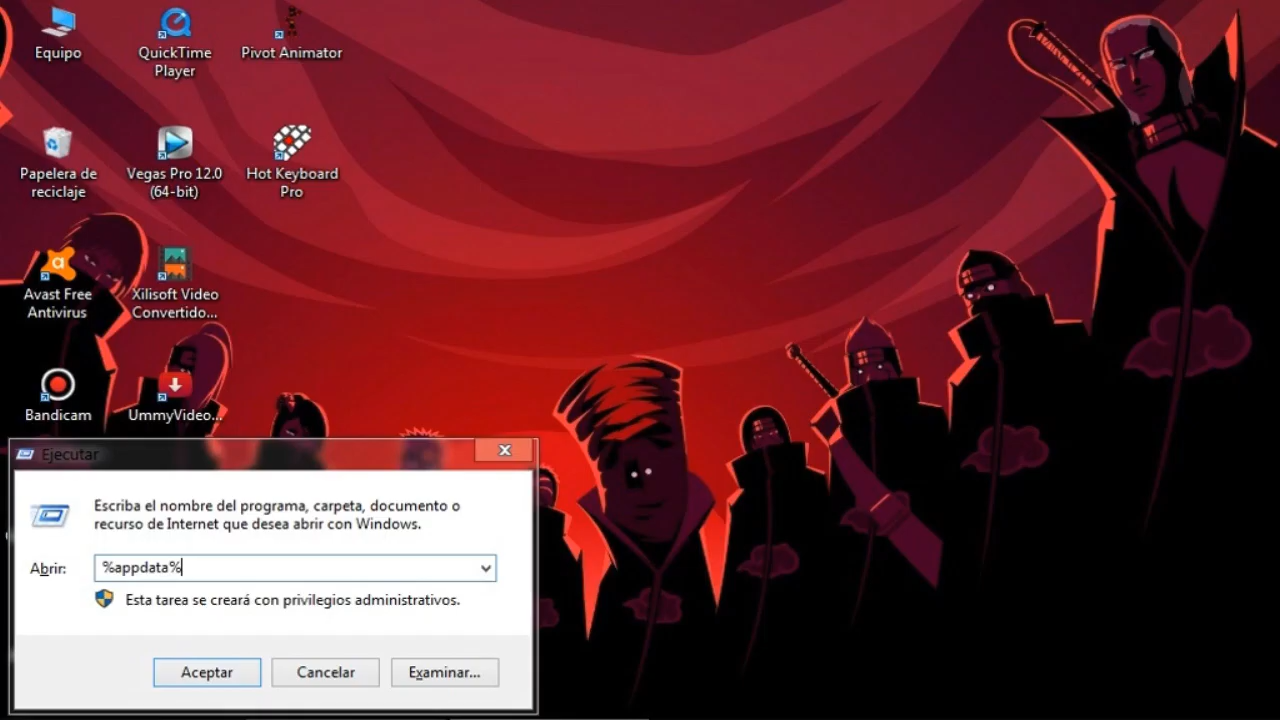 Equipo
QuickTime
Player
Pivot Animator
Papelera de
reciclaje
Vegas Pro 12.0
(64-bit)
Hot Keyboard
Pro
Avast Free
Antivirus
Xilisoft Video
Convertido...
Bandicam
UmmyVideo...
Ejecutar
Escriba el nombre del programa, carpeta, documento o
recurso de Internet que desea abrir con Windows.
Abrir:
%appdata%
Esta tarea se creará con privilegios administrativos.
Aceptar
Cancelar
Examinar...